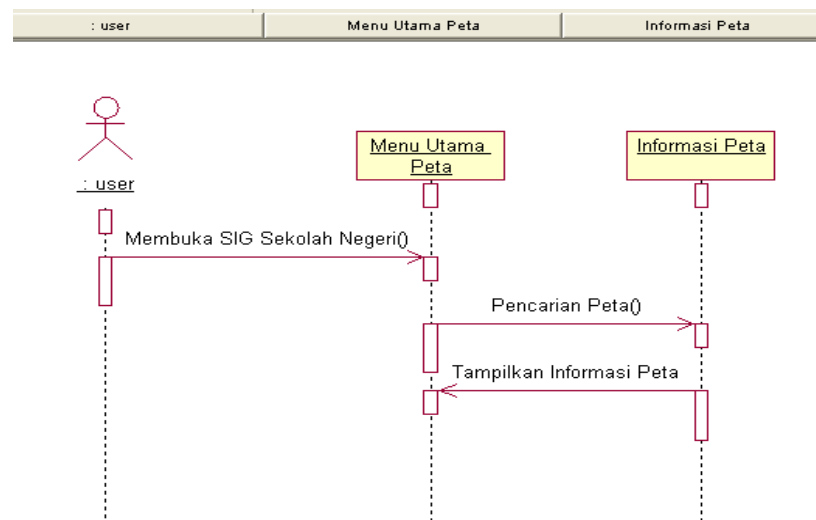 : user
Menu Utama Peta
Informasi Peta
Menu Utama
Peta
Informasi Peta
: user
Membuka SIG Sekolah Negeri()
Pencarian Peta()
Tampilkan Informasi Peta